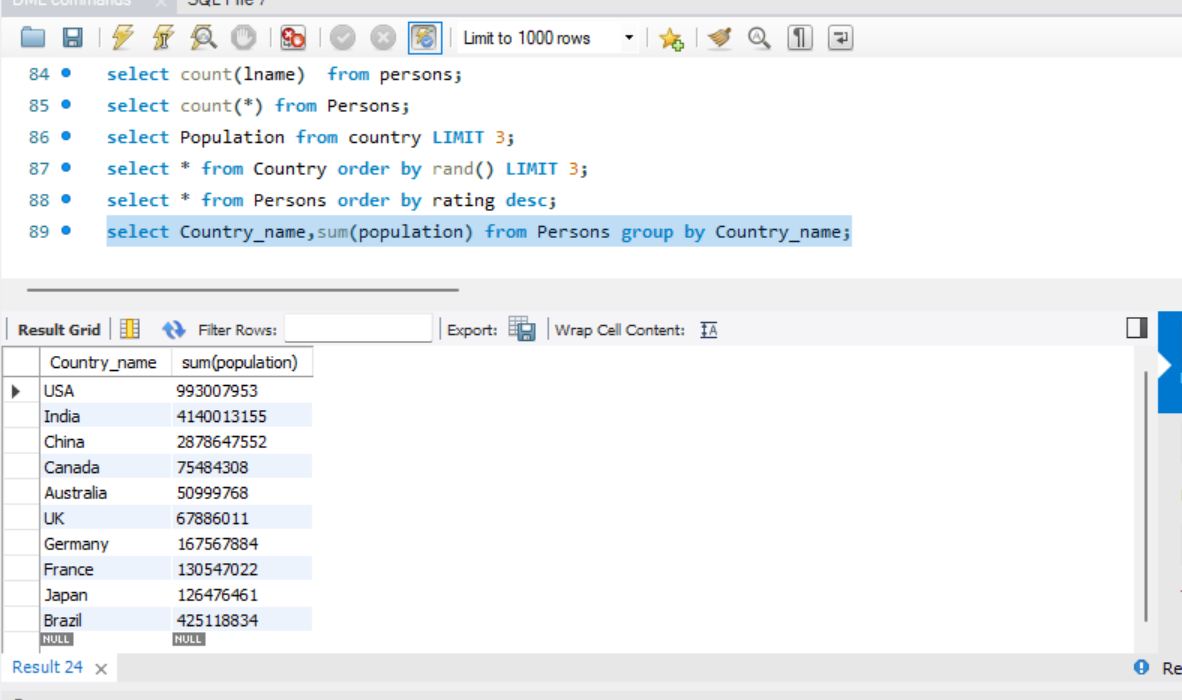 DML commands × SQL File 7
Limit to 1000 rows
84 select count(lname) from persons;
85 select count(*) from Persons;
86 select Population from country LIMIT 3;
87 select * from Country order by rand() LIMIT 3;
88 select * from Persons order by rating desc;
89 select Country_name,sum(population) from Persons group by Country_name;
Result Grid Filter Rows: Export: Wrap Cell Content: IA
Country_name sum(population)
USA 993007953
India 4140013155
China 2878647552
Canada 75484308
Australia 50999768
UK 67886011
Germany 167567884
France 130547022
Japan 126476461
Brazil 425118834
NULL NULL
Result 24 × Re